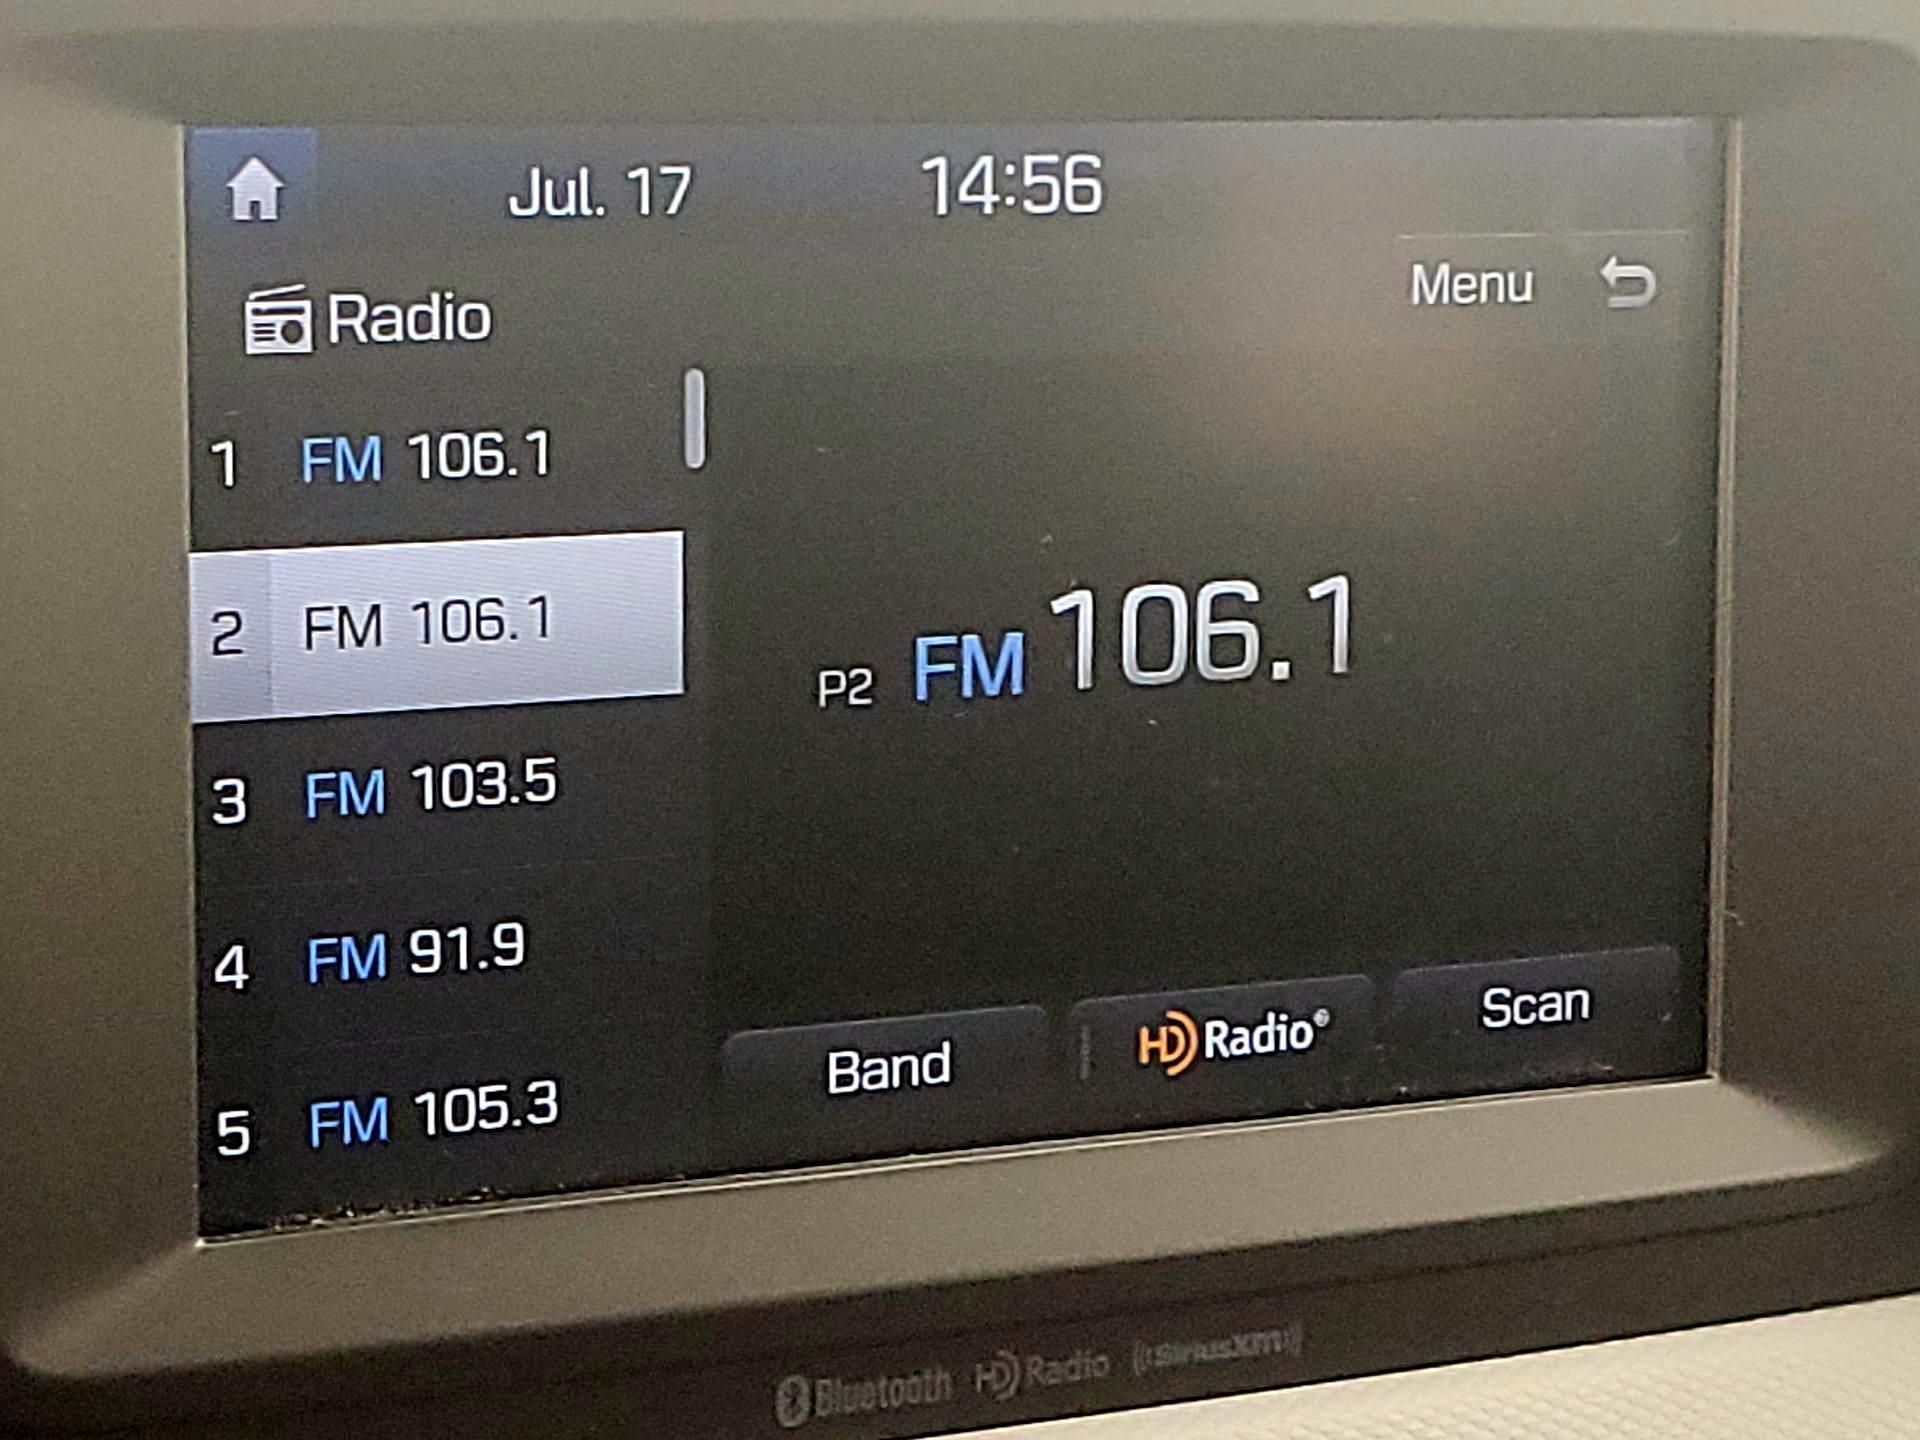 Jul. 17 14:56
Radio Menu
1 FM 106.1
2 FM 106.1
3 FM 103.5
4 FM 91.9
5 FM 105.3
P2 FM 106.1
Band HD Radio® Scan
Bluetooth HD Radio ((SiriusXM))